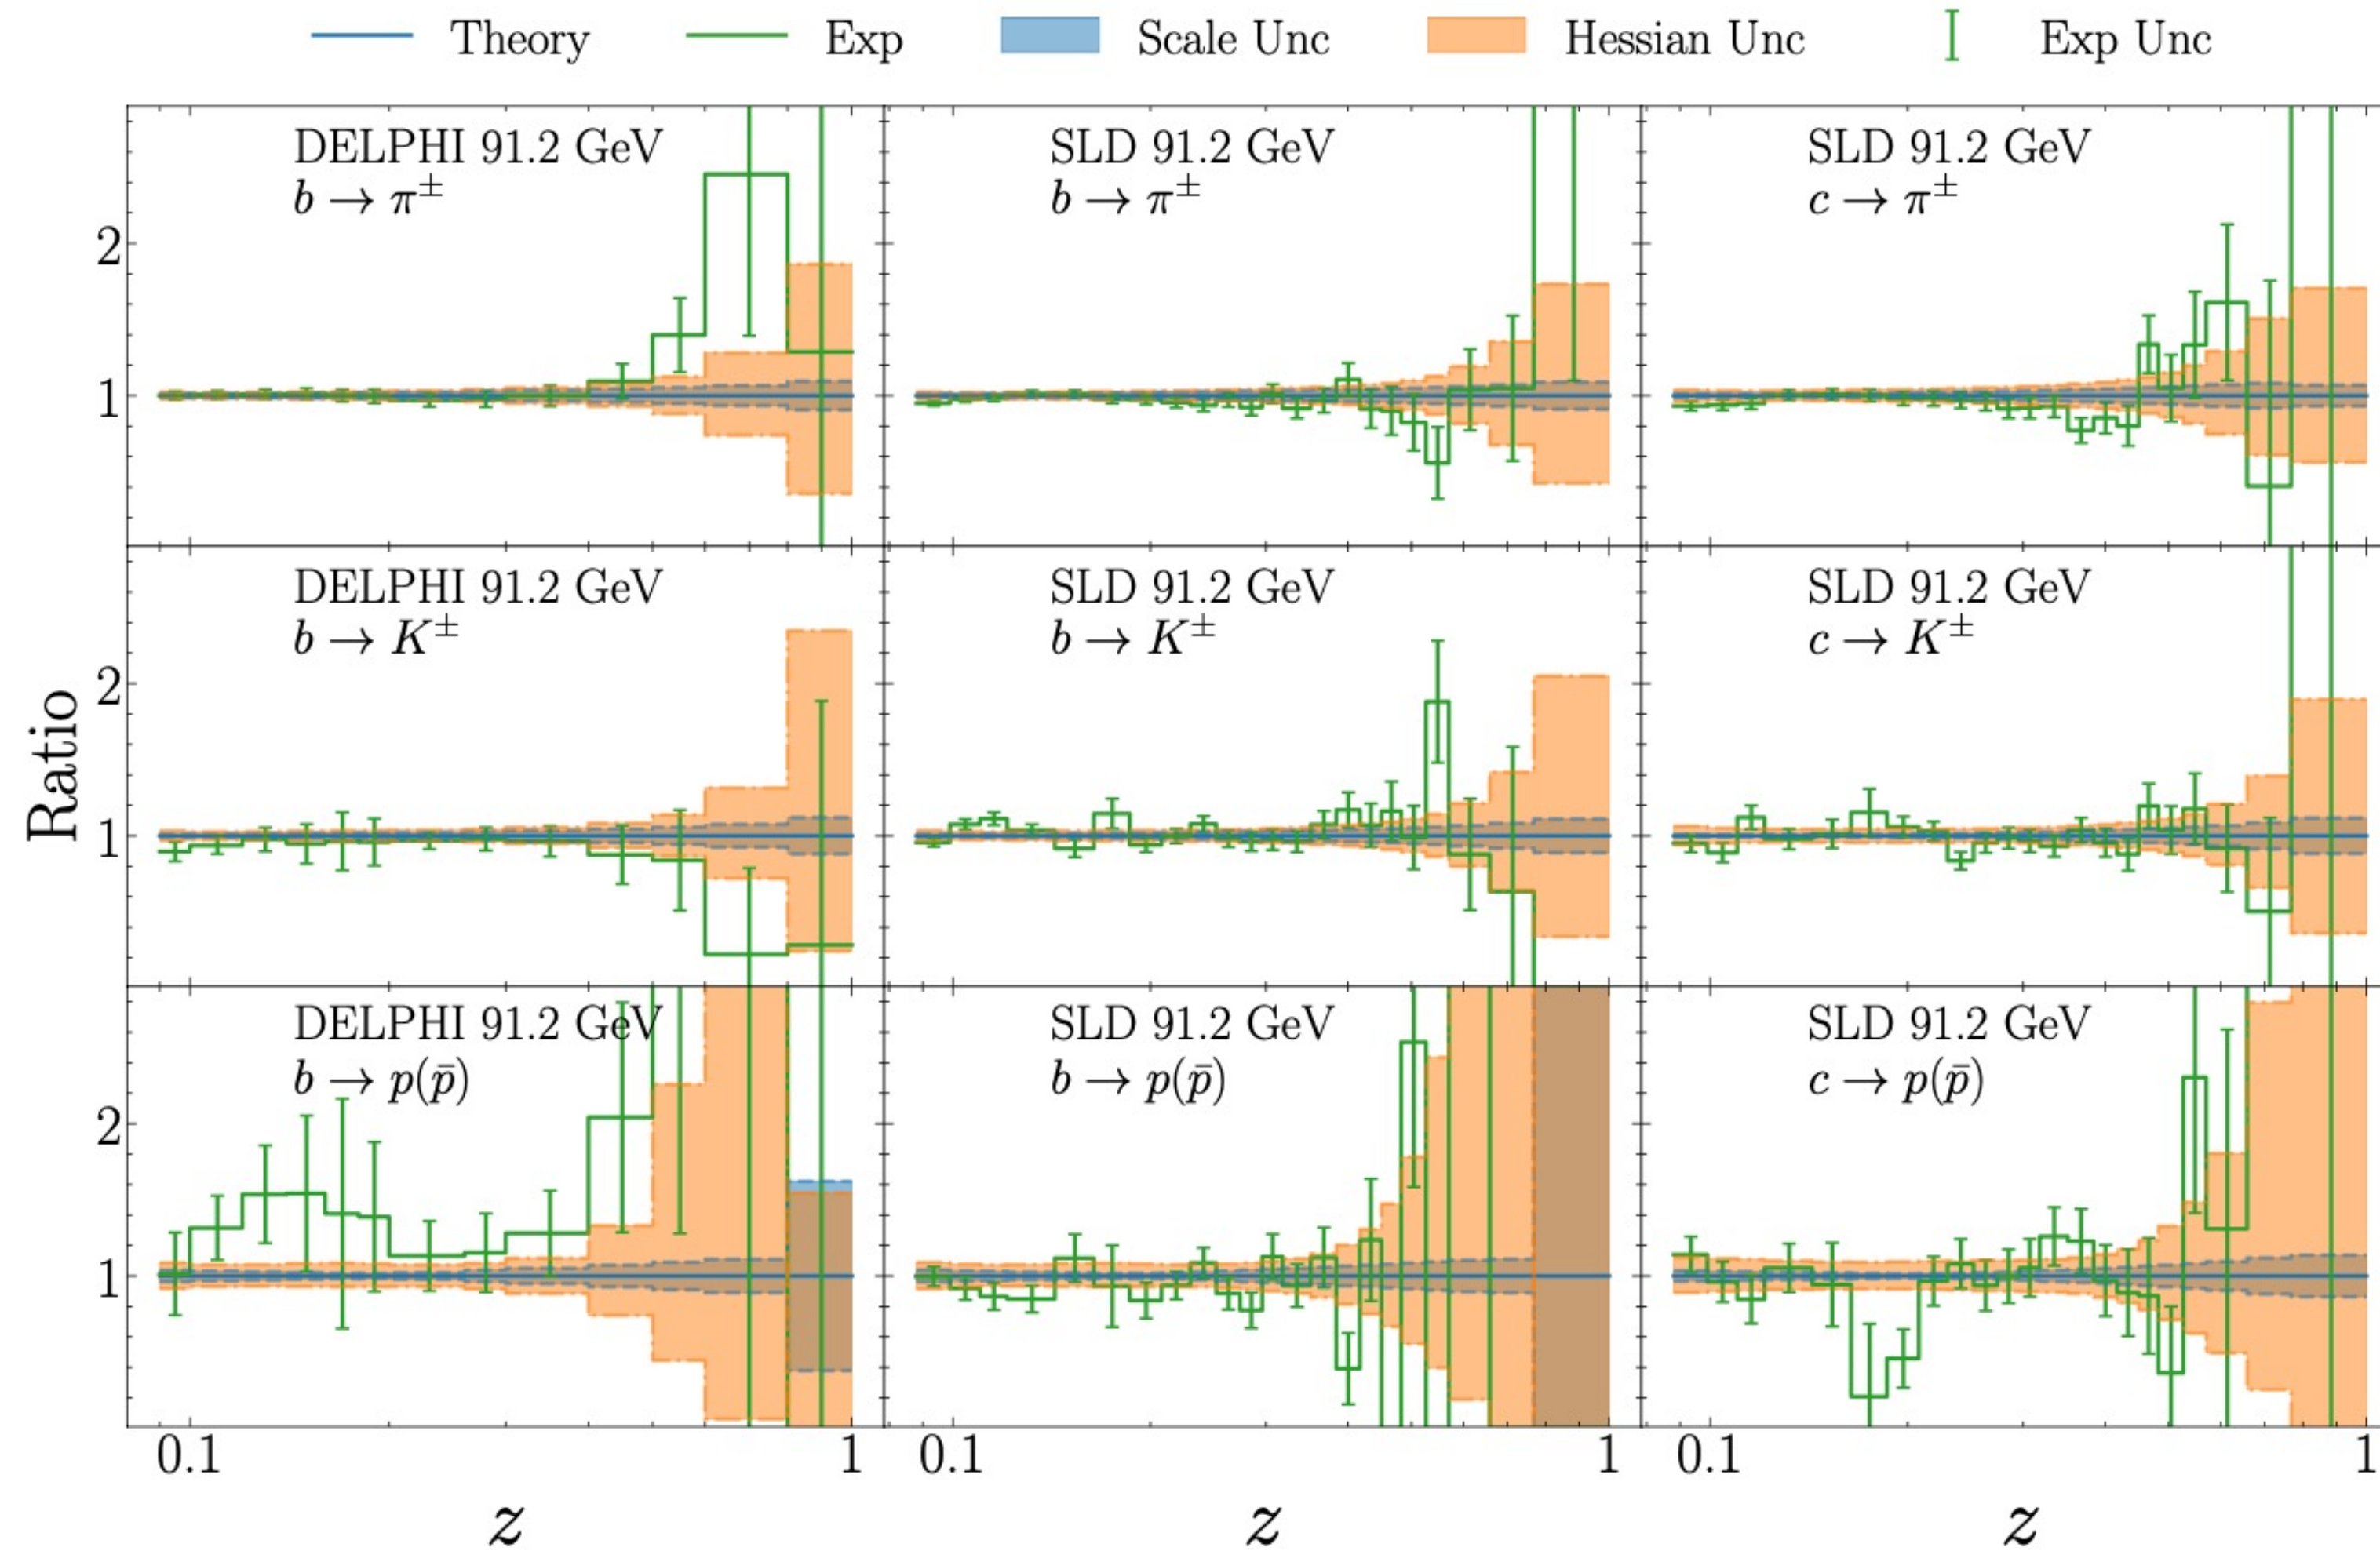 Theory Exp Scale Unc Hessian Unc Exp Unc
DELPHI 91.2 GeV
b → π±
SLD 91.2 GeV
b → π±
SLD 91.2 GeV
c → π±
2
1
DELPHI 91.2 GeV
b → K±
SLD 91.2 GeV
b → K±
SLD 91.2 GeV
c → K±
Ratio
2
1
DELPHI 91.2 GeV
b → p(p̄)
SLD 91.2 GeV
b → p(p̄)
SLD 91.2 GeV
c → p(p̄)
2
1
0.1 1 0.1 1 0.1 1
z z z